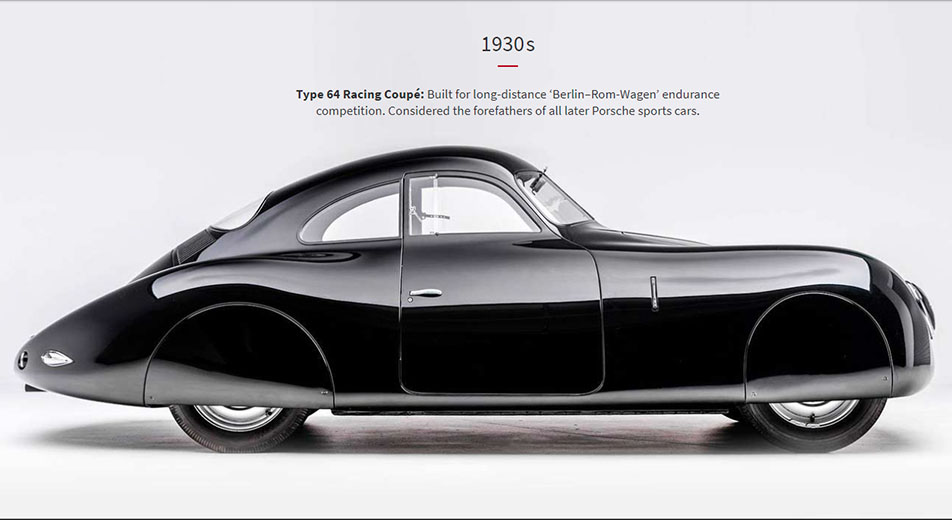 1930s
Type 64 Racing Coupé: Built for long-distance ‘Berlin–Rom-Wagen’ endurance
competition. Considered the forefathers of all later Porsche sports cars.